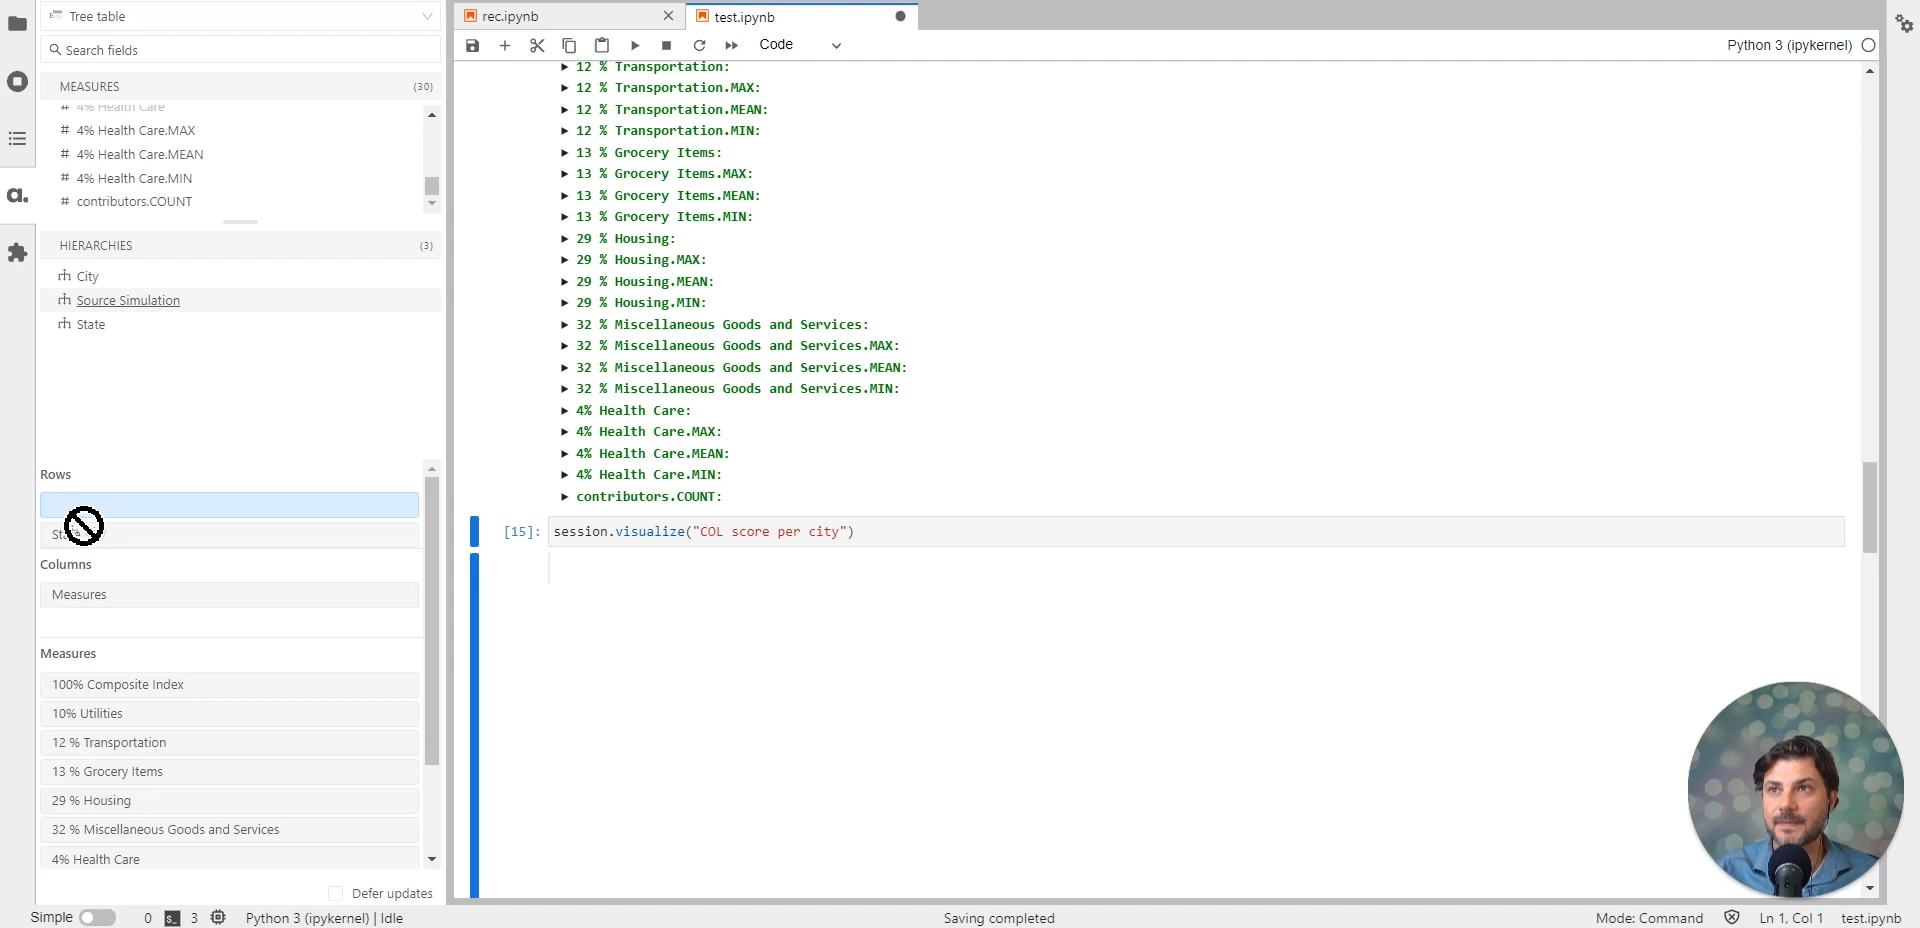 Tree table
Search fields
MEASURES (30)
4% Health Care
# 4% Health Care.MAX
# 4% Health Care.MEAN
# 4% Health Care.MIN
# contributors.COUNT
HIERARCHIES (3)
City
Source Simulation
State
Rows
Columns
Measures
Measures
100% Composite Index
10% Utilities
12 % Transportation
13 % Grocery Items
29 % Housing
32 % Miscellaneous Goods and Services
4% Health Care
Defer updates
a.
rec.ipynb
test.ipynb
Code
Python 3 (ipykernel)
12 % Transportation:
12 % Transportation.MAX:
12 % Transportation.MEAN:
12 % Transportation.MIN:
13 % Grocery Items:
13 % Grocery Items.MAX:
13 % Grocery Items.MEAN:
13 % Grocery Items.MIN:
29 % Housing:
29 % Housing.MAX:
29 % Housing.MEAN:
29 % Housing.MIN:
32 % Miscellaneous Goods and Services:
32 % Miscellaneous Goods and Services.MAX:
32 % Miscellaneous Goods and Services.MEAN:
32 % Miscellaneous Goods and Services.MIN:
4% Health Care:
4% Health Care.MAX:
4% Health Care.MEAN:
4% Health Care.MIN:
contributors.COUNT:
[15]: session.visualize("COL score per city")
Simple 0 3 Python 3 (ipykernel) | Idle Saving completed Mode: Command Ln 1, Col 1 test.ipynb